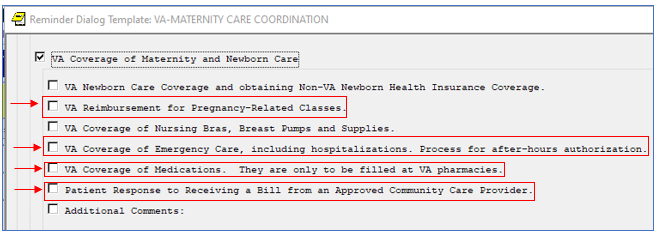 Reminder Dialog Template: VA-MATERNITY CARE COORDINATION
VA Coverage of Maternity and Newborn Care
VA Newborn Care Coverage and obtaining Non-VA Newborn Health Insurance Coverage.
VA Reimbursement for Pregnancy-Related Classes.
VA Coverage of Nursing Bras, Breast Pumps and Supplies.
VA Coverage of Emergency Care, including hospitalizations. Process for after-hours authorization.
VA Coverage of Medications.  They are only to be filled at VA pharmacies.
Patient Response to Receiving a Bill from an Approved Community Care Provider.
Additional Comments: